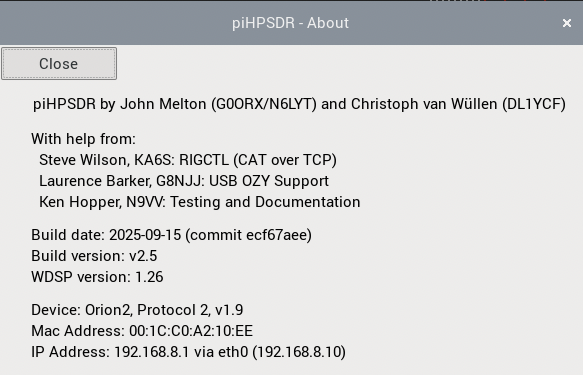 piHPSDR - About
×
Close
piHPSDR by John Melton (G0ORX/N6LYT) and Christoph van Wüllen (DL1YCF)
With help from:
Steve Wilson, KA6S: RIGCTL (CAT over TCP)
Laurence Barker, G8NJJ: USB OZY Support
Ken Hopper, N9VV: Testing and Documentation
Build date: 2025-09-15 (commit ecf67aee)
Build version: v2.5
WDSP version: 1.26
Device: Orion2, Protocol 2, v1.9
Mac Address: 00:1C:C0:A2:10:EE
IP Address: 192.168.8.1 via eth0 (192.168.8.10)